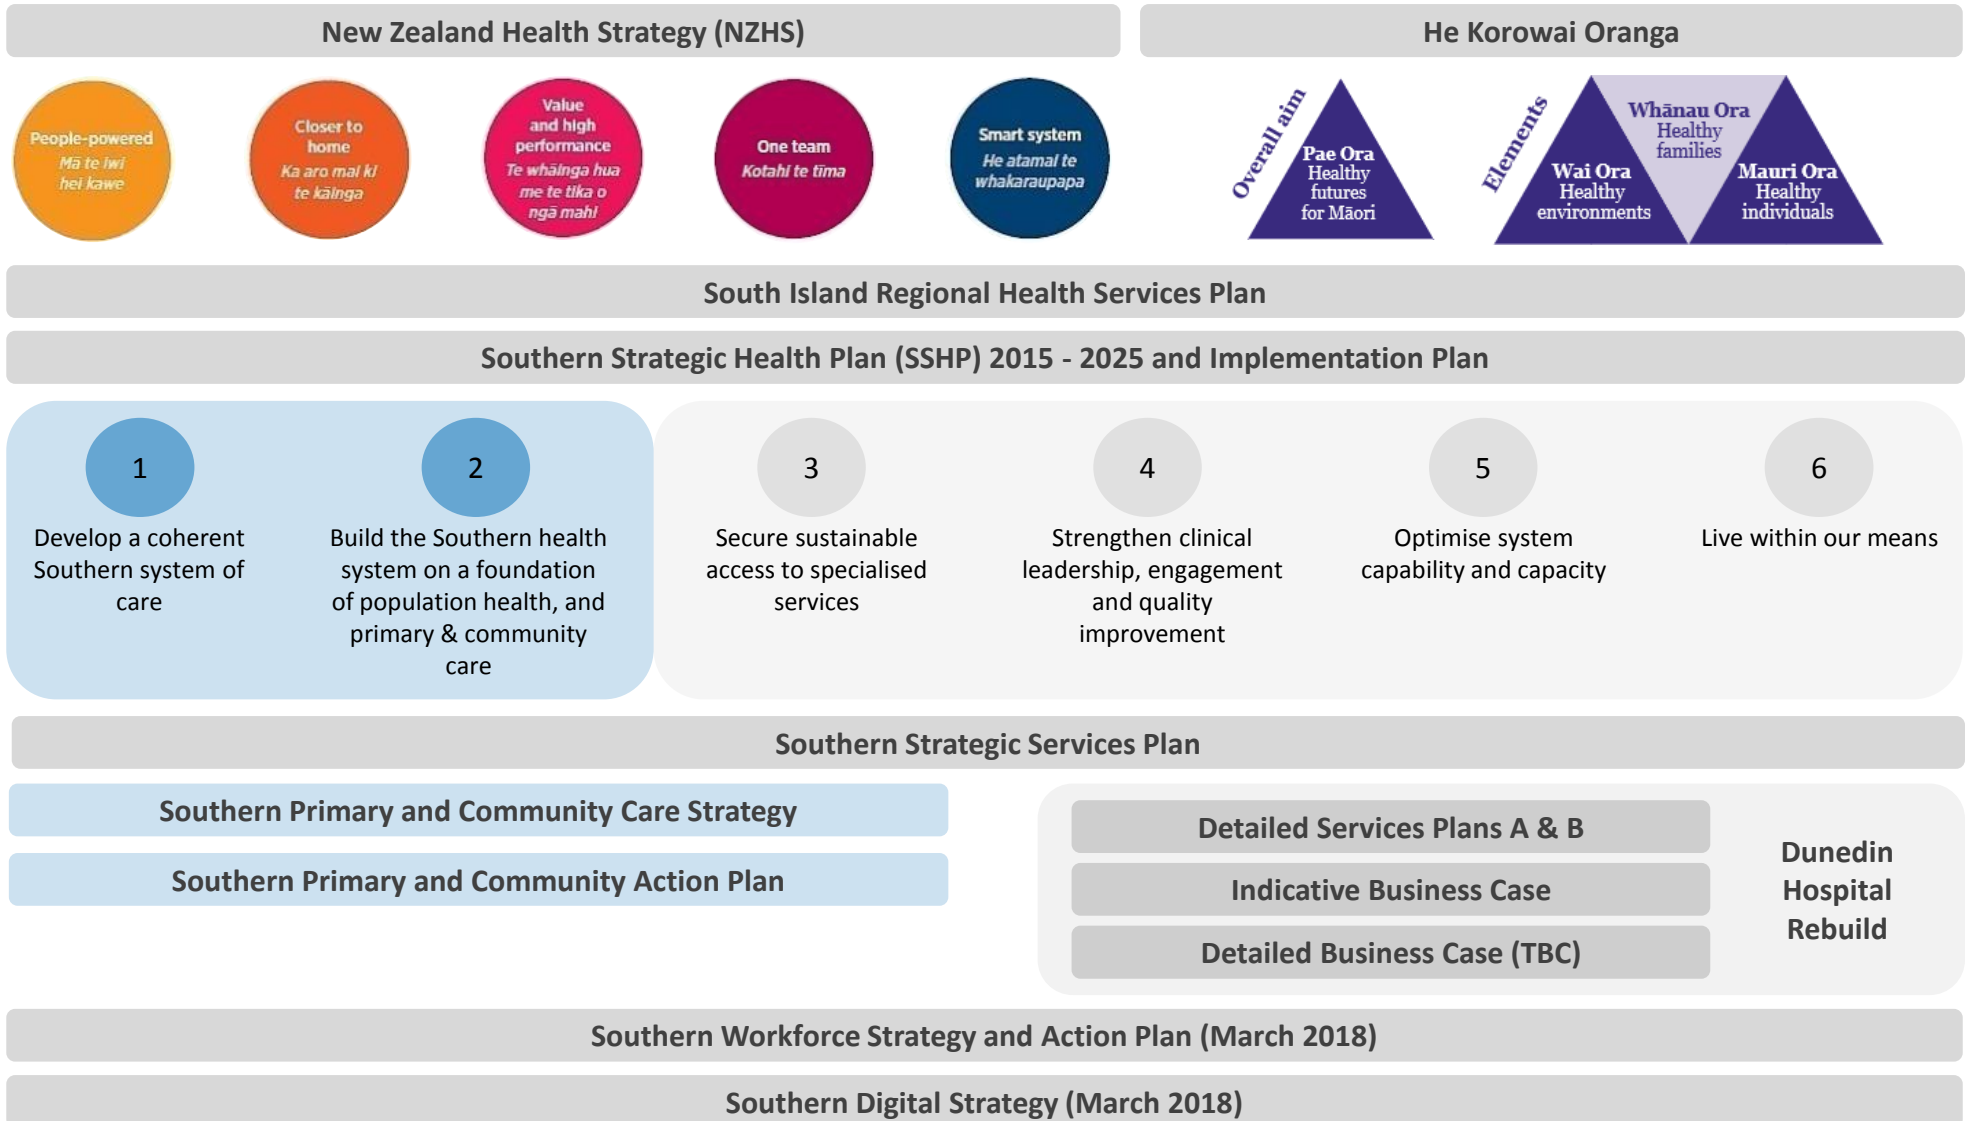 New Zealand Health Strategy (NZHS)
He Korowai Oranga
People-powered
Mā te iwi
hei kawe
Closer to
home
Ka aro mai ki
te kāinga
Value
and high
performance
Te whāinga hua
me te tika o
ngā mahi
One team
Kotahi te tīma
Smart system
He atamai te
whakaraupapa
Overall aim
Pae Ora
Healthy
futures
for Māori
Elements
Wai Ora
Healthy
environments
Whānau Ora
Healthy
families
Mauri Ora
Healthy
individuals
South Island Regional Health Services Plan
Southern Strategic Health Plan (SSHP) 2015 - 2025 and Implementation Plan
1
Develop a coherent
Southern system of
care
2
Build the Southern health
system on a foundation
of population health, and
primary & community
care
3
Secure sustainable
access to specialised
services
4
Strengthen clinical
leadership, engagement
and quality
improvement
5
Optimise system
capability and capacity
6
Live within our means
Southern Strategic Services Plan
Southern Primary and Community Care Strategy
Southern Primary and Community Action Plan
Detailed Services Plans A & B
Indicative Business Case
Detailed Business Case (TBC)
Dunedin
Hospital
Rebuild
Southern Workforce Strategy and Action Plan (March 2018)
Southern Digital Strategy (March 2018)